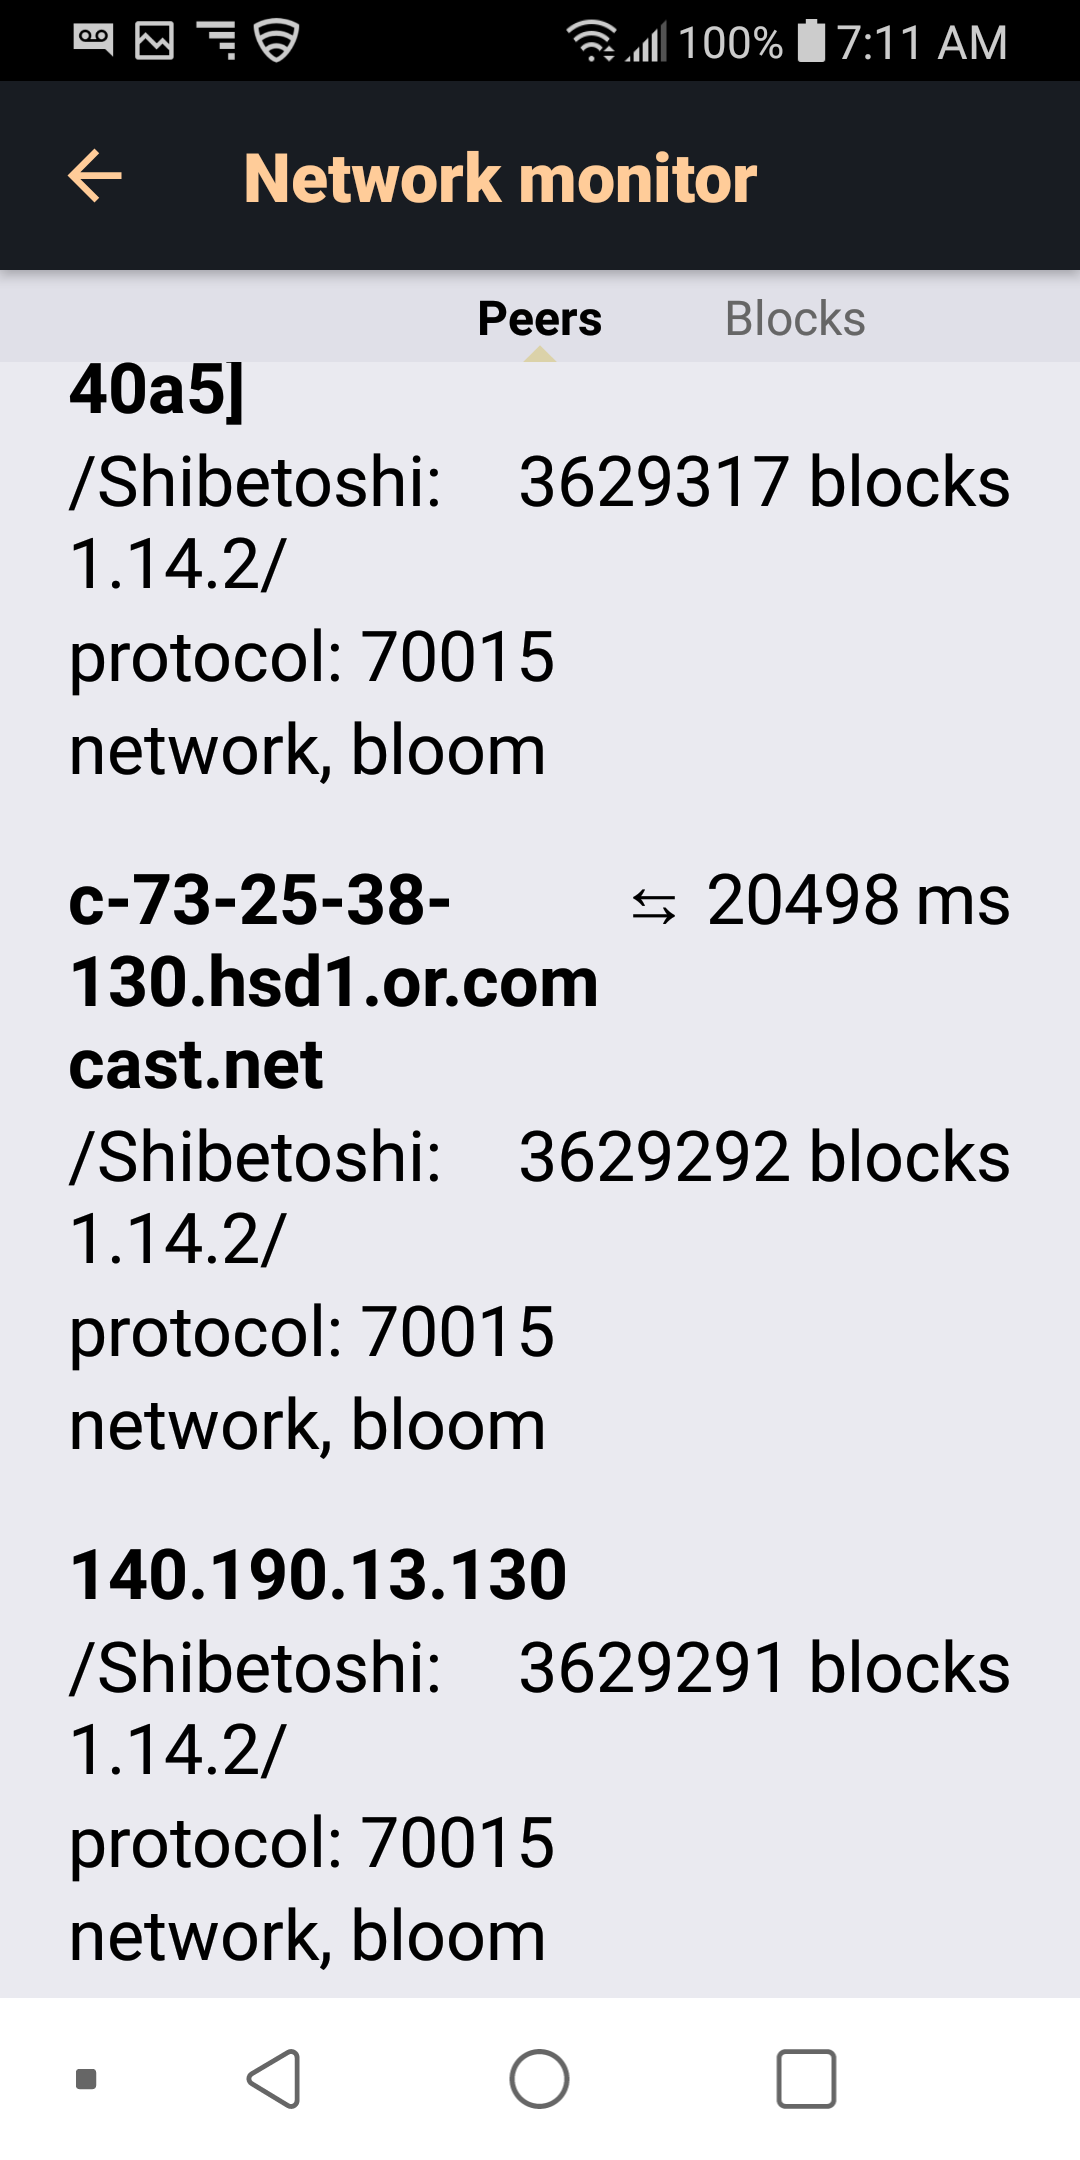 100% 7:11 AM
Network monitor
Peers Blocks
40a5]
/Shibetoshi: 3629317 blocks
1.14.2/
protocol: 70015
network, bloom
c-73-25-38- ⇆ 20498 ms
130.hsd1.or.com
cast.net
/Shibetoshi: 3629292 blocks
1.14.2/
protocol: 70015
network, bloom
140.190.13.130
/Shibetoshi: 3629291 blocks
1.14.2/
protocol: 70015
network, bloom